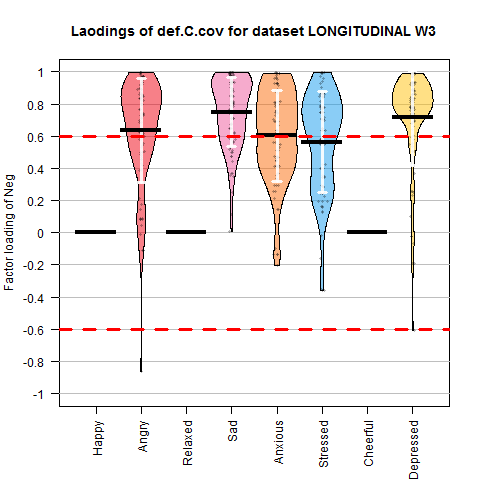 Laodings of def.C.cov for dataset LONGITUDINAL W3
Factor loading of Neg
1
0.8
0.6
0.4
0.2
0
-0.2
-0.4
-0.6
-0.8
-1
Happy
Angry
Relaxed
Sad
Anxious
Stressed
Cheerful
Depressed